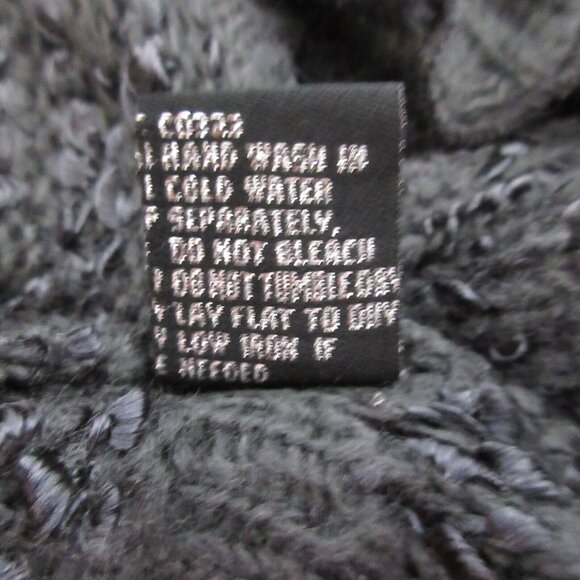 HAND WASH IN
COLD WATER
SEPARATELY,
DO NOT BLEACH
DO NOT TUMBLE DRY
LAY FLAT TO DRY
LOW IRON IF
NEEDED